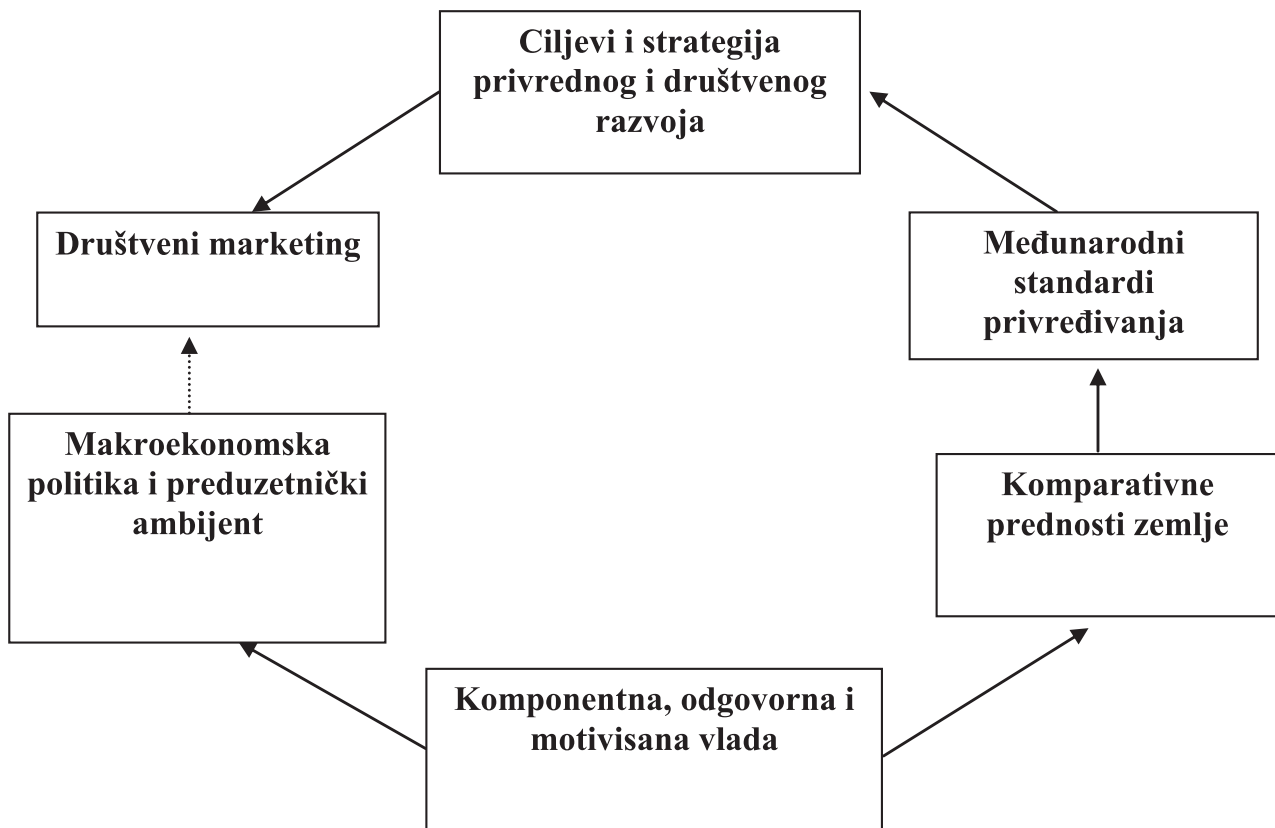 Ciljevi i strategija
privrednog i društvenog
razvoja
Društveni marketing
Međunarodni
standardi
privređivanja
Makroekonomska
politika i preduzetnički
ambijent
Komparativne
prednosti zemlje
Komponentna, odgovorna i
motivisana vlada